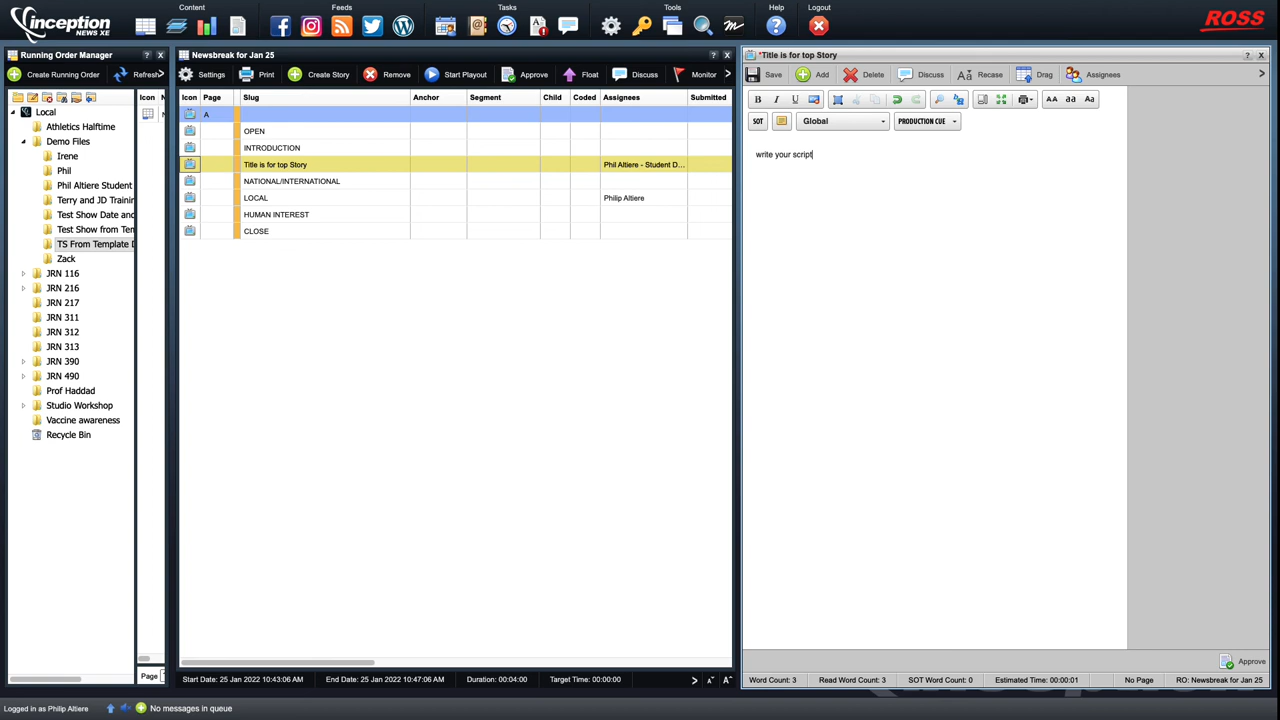 inception
NEWS XE
Content
Feeds
Tasks
Tools
Help
Logout
ROSS
Running Order Manager
Create Running Order
Refresh
Icon
Local
Athletics Halftime
Demo Files
Irene
Phil
Phil Altiere Student
Terry and JD Trainin
Test Show Date and
Test Show from Tem
TS From Template D
Zack
JRN 116
JRN 216
JRN 217
JRN 311
JRN 312
JRN 313
JRN 390
JRN 490
Prof Haddad
Studio Workshop
Vaccine awareness
Recycle Bin
Page
Newsbreak for Jan 25
Settings Print Create Story Remove Start Playout Approve Float Discuss Monitor
Icon Page Slug Anchor Segment Child Coded Assignees Submitted
A
OPEN
INTRODUCTION
Title is for top Story Phil Altiere - Student D...
NATIONAL/INTERNATIONAL
LOCAL Philip Altiere
HUMAN INTEREST
CLOSE
Start Date: 25 Jan 2022 10:43:06 AM End Date: 25 Jan 2022 10:47:06 AM Duration: 00:04:00 Target Time: 00:00:00
*Title is for top Story
Save Add Delete Discuss Recase Drag Assignees
B I U AA aa Aa
SOT Global PRODUCTION CUE
write your script
Approve
Word Count: 3 Read Word Count: 3 SOT Word Count: 0 Estimated Time: 00:00:01 No Page RO: Newsbreak for Jan 25
Logged in as Philip Altiere No messages in queue